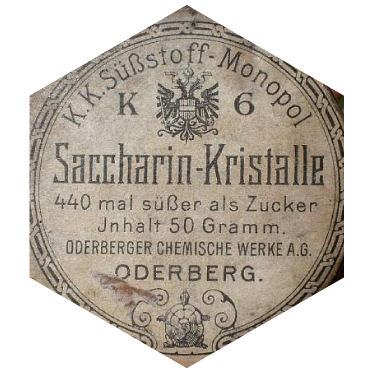 K.K.Süßstoff-Monopol
K 6
Saccharin-Kristalle
440 mal süßer als Zucker
Jnhalt 50 Gramm.
ODERBERGER CHEMISCHE WERKE A.G.
ODERBERG.